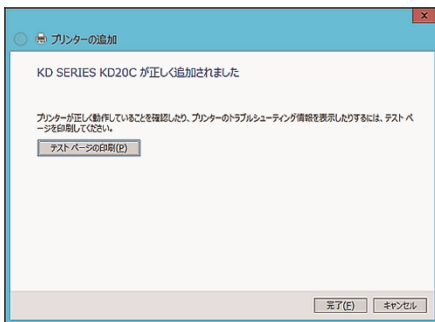 プリンターの追加
KD SERIES KD20C が正しく追加されました
プリンターが正しく動作していることを確認したり、プリンターのトラブルシューティング情報を表示したりするには、テスト ペ
ージを印刷してください。
テスト ページの印刷(P)
完了(F) キャンセル